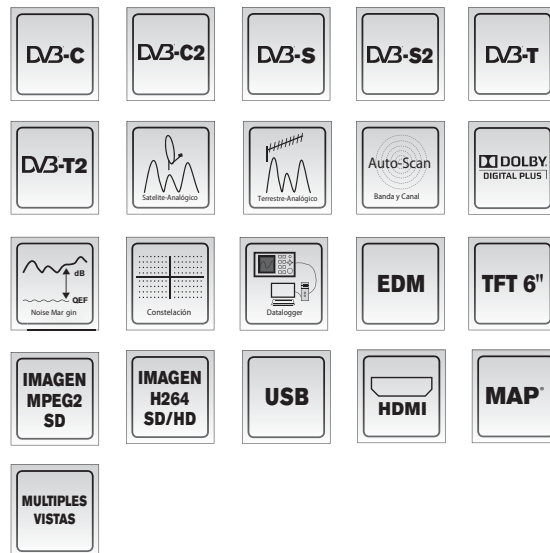 DVB-C
DVB-C2
DVB-S
DVB-S2
DVB-T
DVB-T2
Satelite-Analógico
Terrestre-Analógico
Auto-Scan
Banda y Canal
DOLBY.
DIGITAL PLUS
dB
QEF
Noise Mar gin
Constelación
Datalogger
EDM
TFT 6"
IMAGEN
MPEG2
SD
IMAGEN
H264
SD/HD
USB
HDMI
MAP°
MULTIPLES
VISTAS